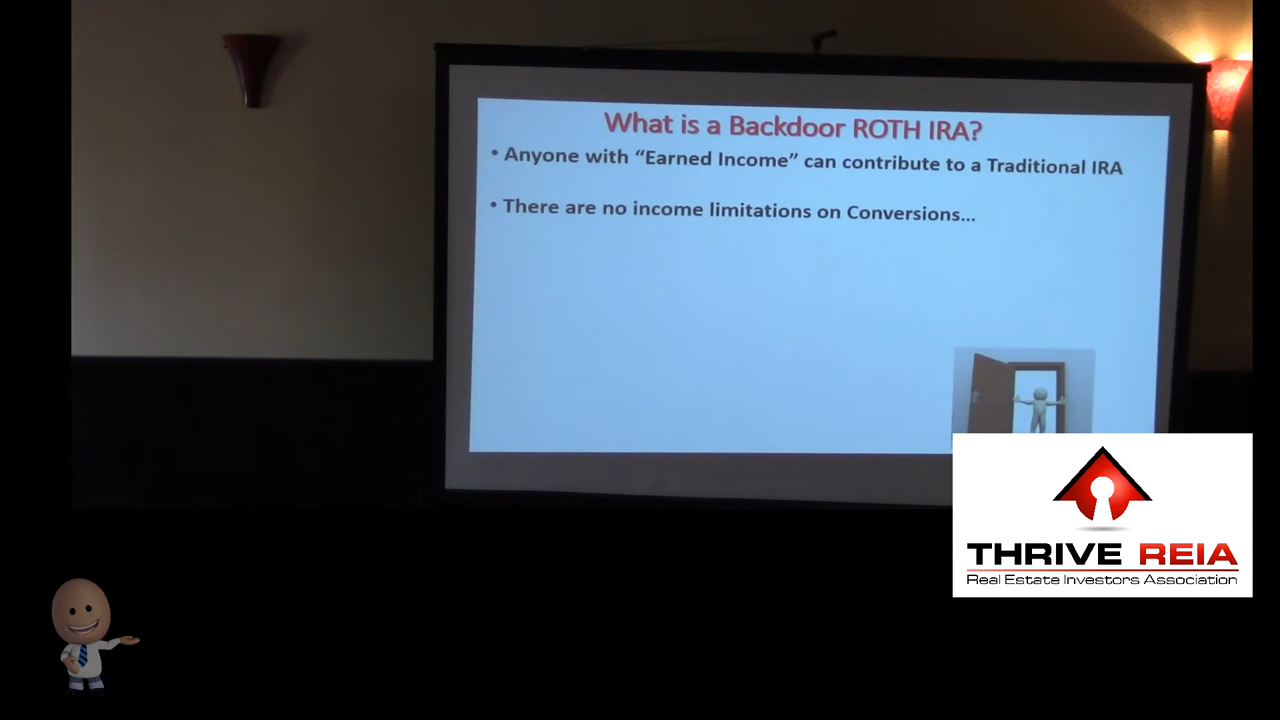 What is a Backdoor ROTH IRA?
• Anyone with “Earned Income” can contribute to a Traditional IRA
• There are no income limitations on Conversions...
THRIVE REIA
Real Estate Investors Association